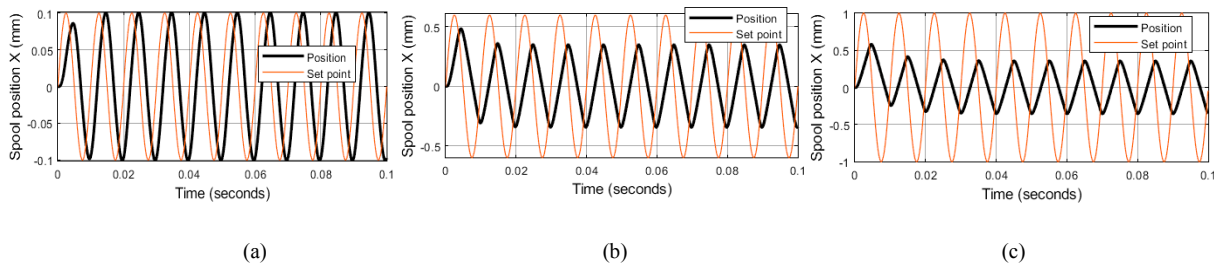 Spool position X (mm)
0.1
0.05
0
-0.05
-0.1
Position
Set point
0 0.02 0.04 0.06 0.08 0.1
Time (seconds)
(a)
Spool position X (mm)
0.5
0
-0.5
Position
Set point
0 0.02 0.04 0.06 0.08 0.1
Time (seconds)
(b)
Spool position X (mm)
1
0.5
0
-0.5
-1
Position
Set point
0 0.02 0.04 0.06 0.08 0.1
Time (seconds)
(c)